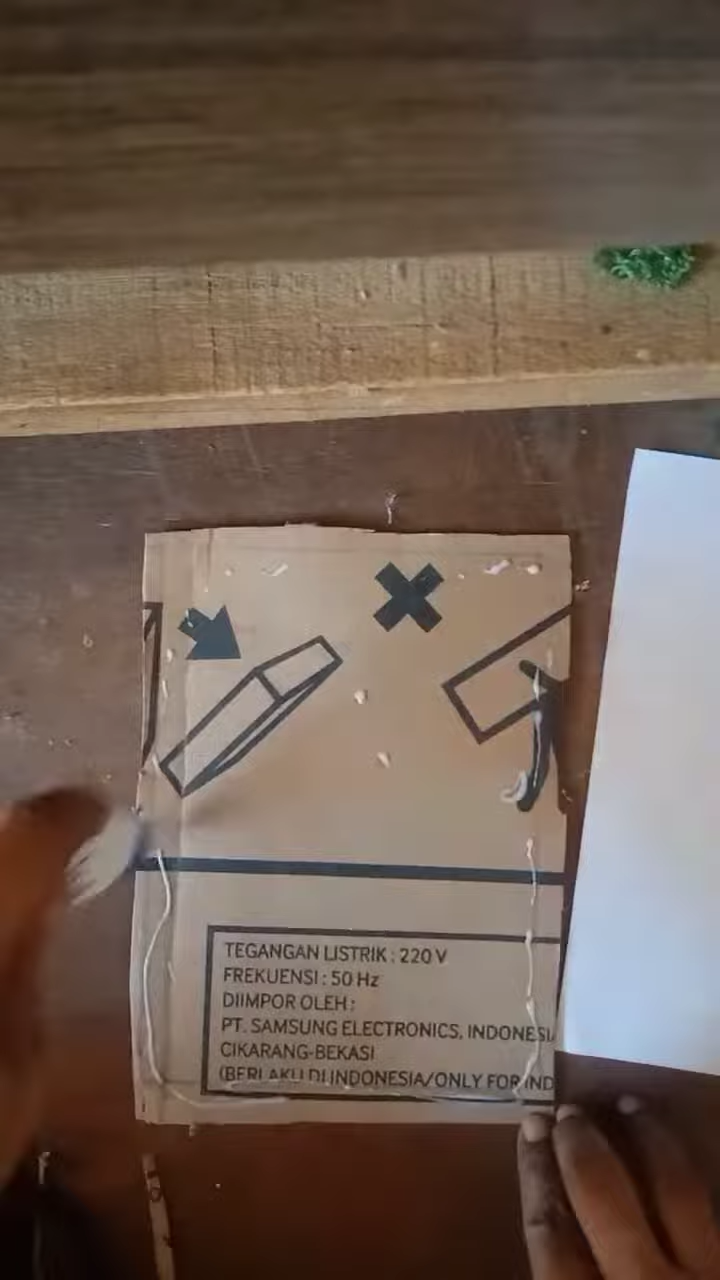 TEGANGAN LISTRIK : 220 V
FREKUENSI : 50 Hz
DIIMPOR OLEH :
PT. SAMSUNG ELECTRONICS, INDONESIA
CIKARANG-BEKASI
(BERLAKU DI INDONESIA/ONLY FOR IND